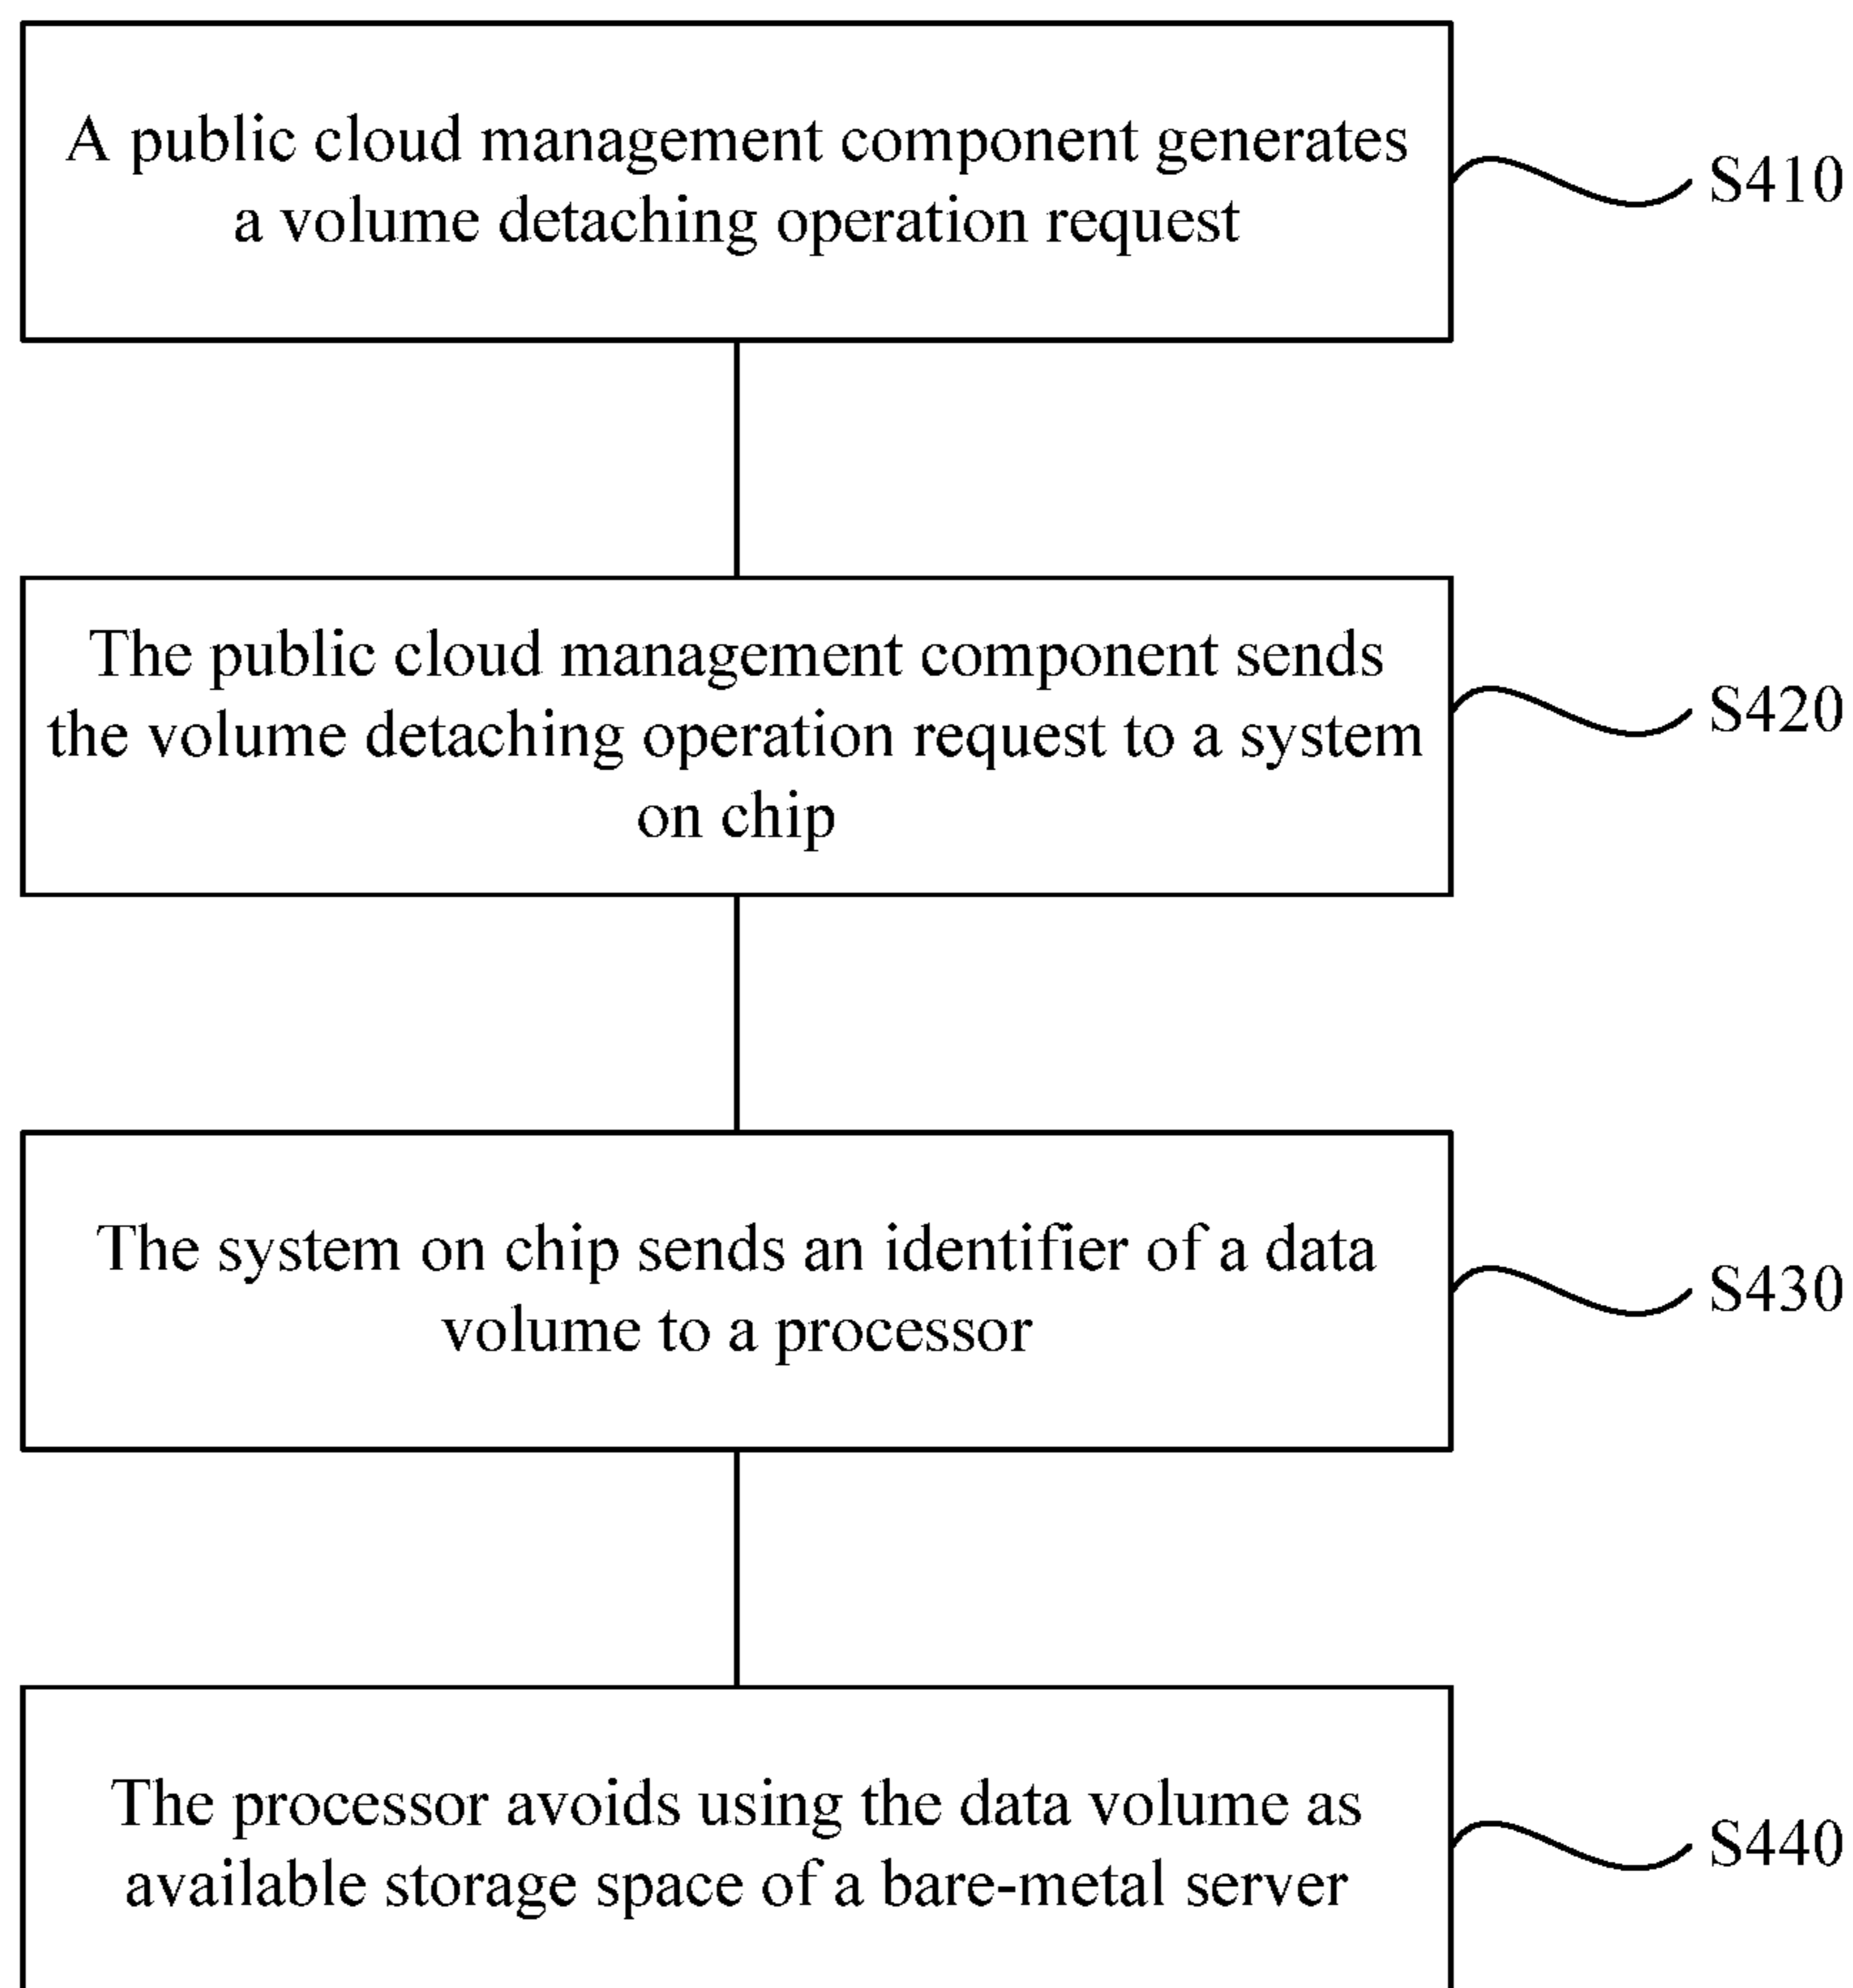 A public cloud management component generates
a volume detaching operation request
S410
The public cloud management component sends
the volume detaching operation request to a system
on chip
S420
The system on chip sends an identifier of a data
volume to a processor
S430
The processor avoids using the data volume as
available storage space of a bare-metal server
S440